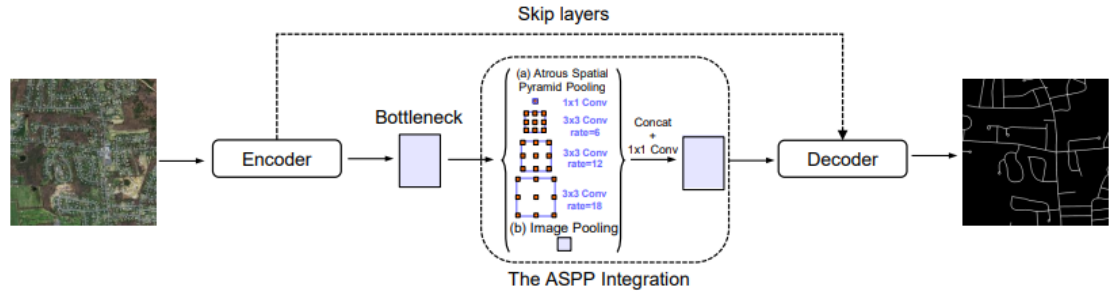 Skip layers
(a) Atrous Spatial
Pyramid Pooling
1x1 Conv
3x3 Conv
rate=6
3x3 Conv
rate=12
3x3 Conv
rate=18
(b) Image Pooling
Bottleneck
Encoder
Concat
+
1x1 Conv
Decoder
The ASPP Integration